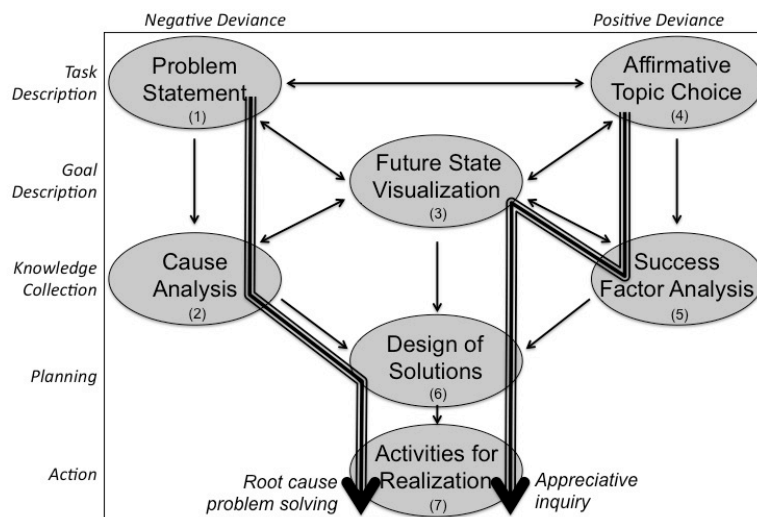 Negative Deviance
Positive Deviance
Task
Description
Problem
Statement
(1)
Affirmative
Topic Choice
(4)
Goal
Description
Future State
Visualization
(3)
Knowledge
Collection
Cause
Analysis
(2)
Success
Factor Analysis
(5)
Planning
Design of
Solutions
(6)
Action
Activities for
Realization
(7)
Root cause
problem solving
Appreciative
inquiry